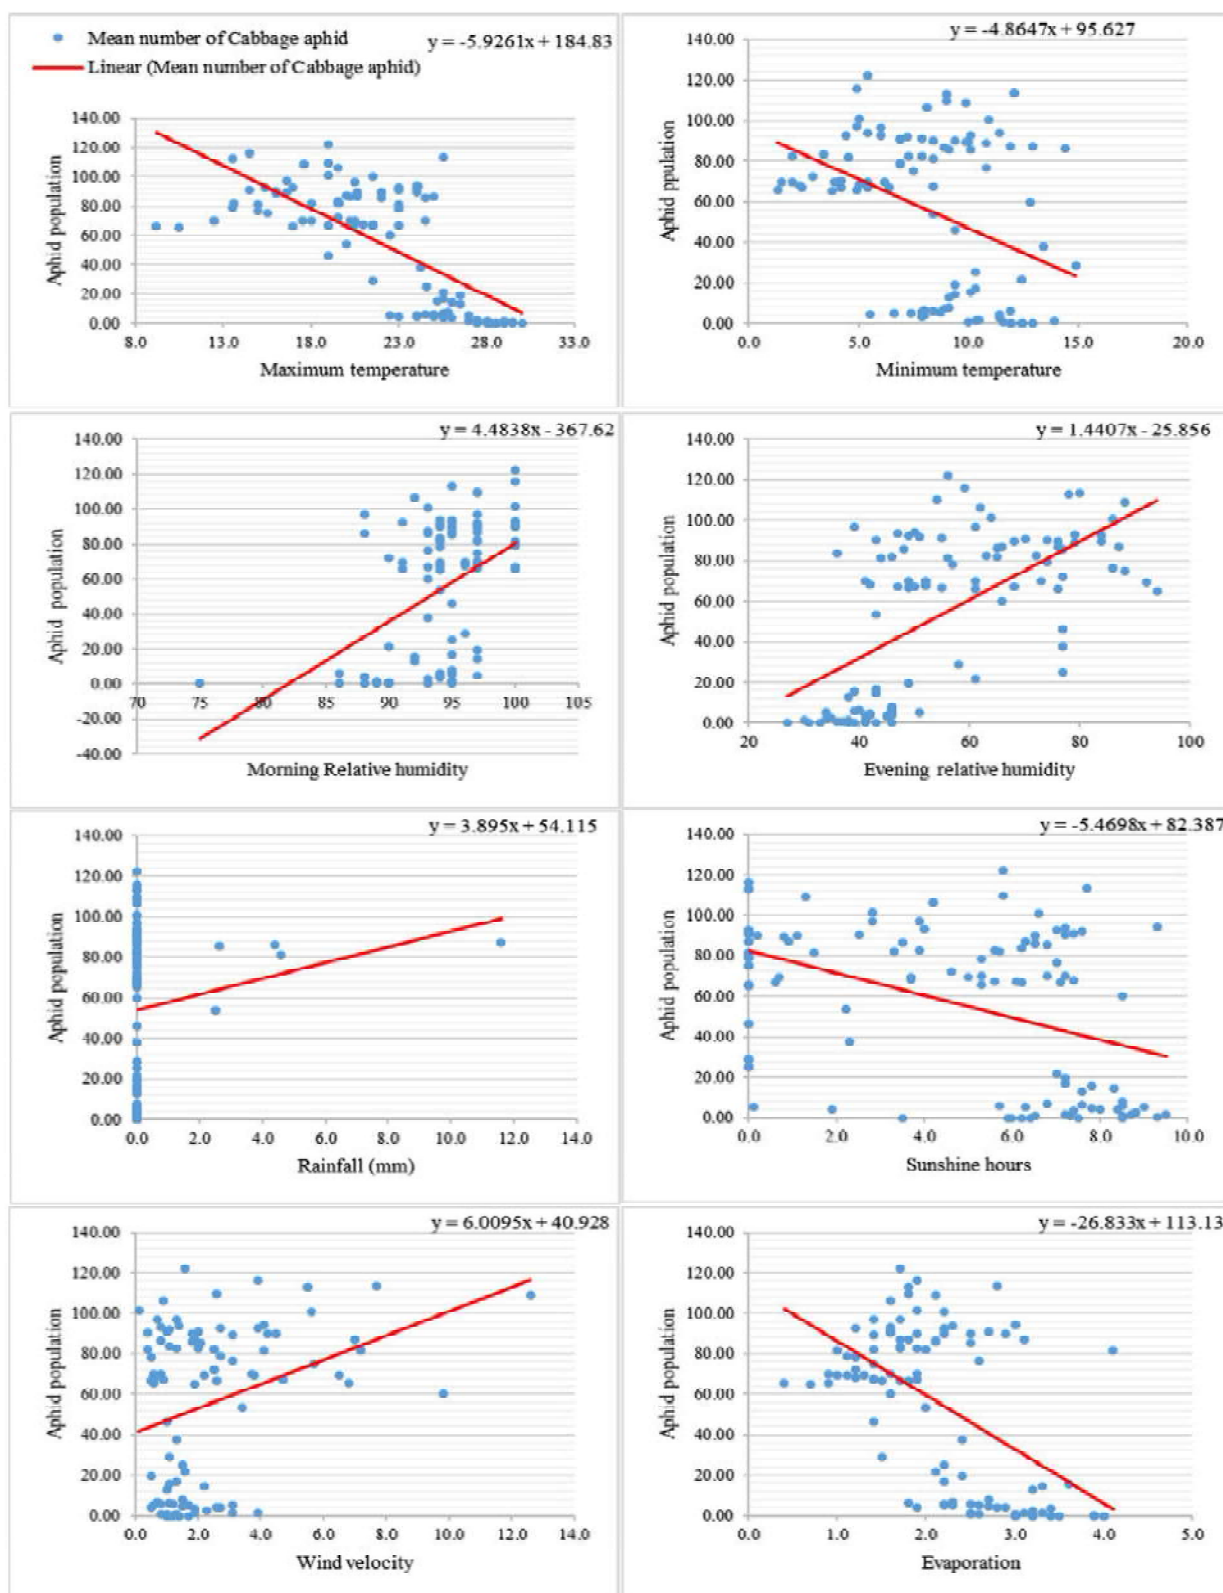 Mean number of Cabbage aphid
Linear (Mean number of Cabbage aphid)
y = -5.9261x + 184.83
140.00
120.00
100.00
80.00
60.00
40.00
20.00
0.00
Aphid population
8.0 13.0 18.0 23.0 28.0 33.0
Maximum temperature
= -4.8647x + 95.627
140.00
120.00
100.00
80.00
60.00
40.00
20.00
0.00
Aphid ppulation
0.0 5.0 10.0 15.0 20.0
Minimum temperature
y = 4.4838x - 367.62
140.00
120.00
100.00
80.00
60.00
40.00
20.00
0.00
-20.00
-40.00
Aphid population
70 75 80 85 90 95 100 105
Morning Relative humidity
y = 1.4407x - 25.856
140.00
120.00
100.00
80.00
60.00
40.00
20.00
0.00
Aphid population
20 40 60 80 100
Evening relative humidity
y = 3.895x + 54.115
140.00
120.00
100.00
80.00
60.00
40.00
20.00
0.00
Aphid population
0.0 2.0 4.0 6.0 8.0 10.0 12.0 14.0
Rainfall (mm)
y = -5.4698x + 82.387
140.00
120.00
100.00
80.00
60.00
40.00
20.00
0.00
Aphid population
0.0 2.0 4.0 6.0 8.0 10.0
Sunshine hours
y = 6.0095x + 40.928
140.00
120.00
100.00
80.00
60.00
40.00
20.00
0.00
Aphid population
0.0 2.0 4.0 6.0 8.0 10.0 12.0 14.0
Wind velocity
y = -26.833x + 113.13
140.00
120.00
100.00
80.00
60.00
40.00
20.00
0.00
Aphid population
0.0 1.0 2.0 3.0 4.0 5.0
Evaporation